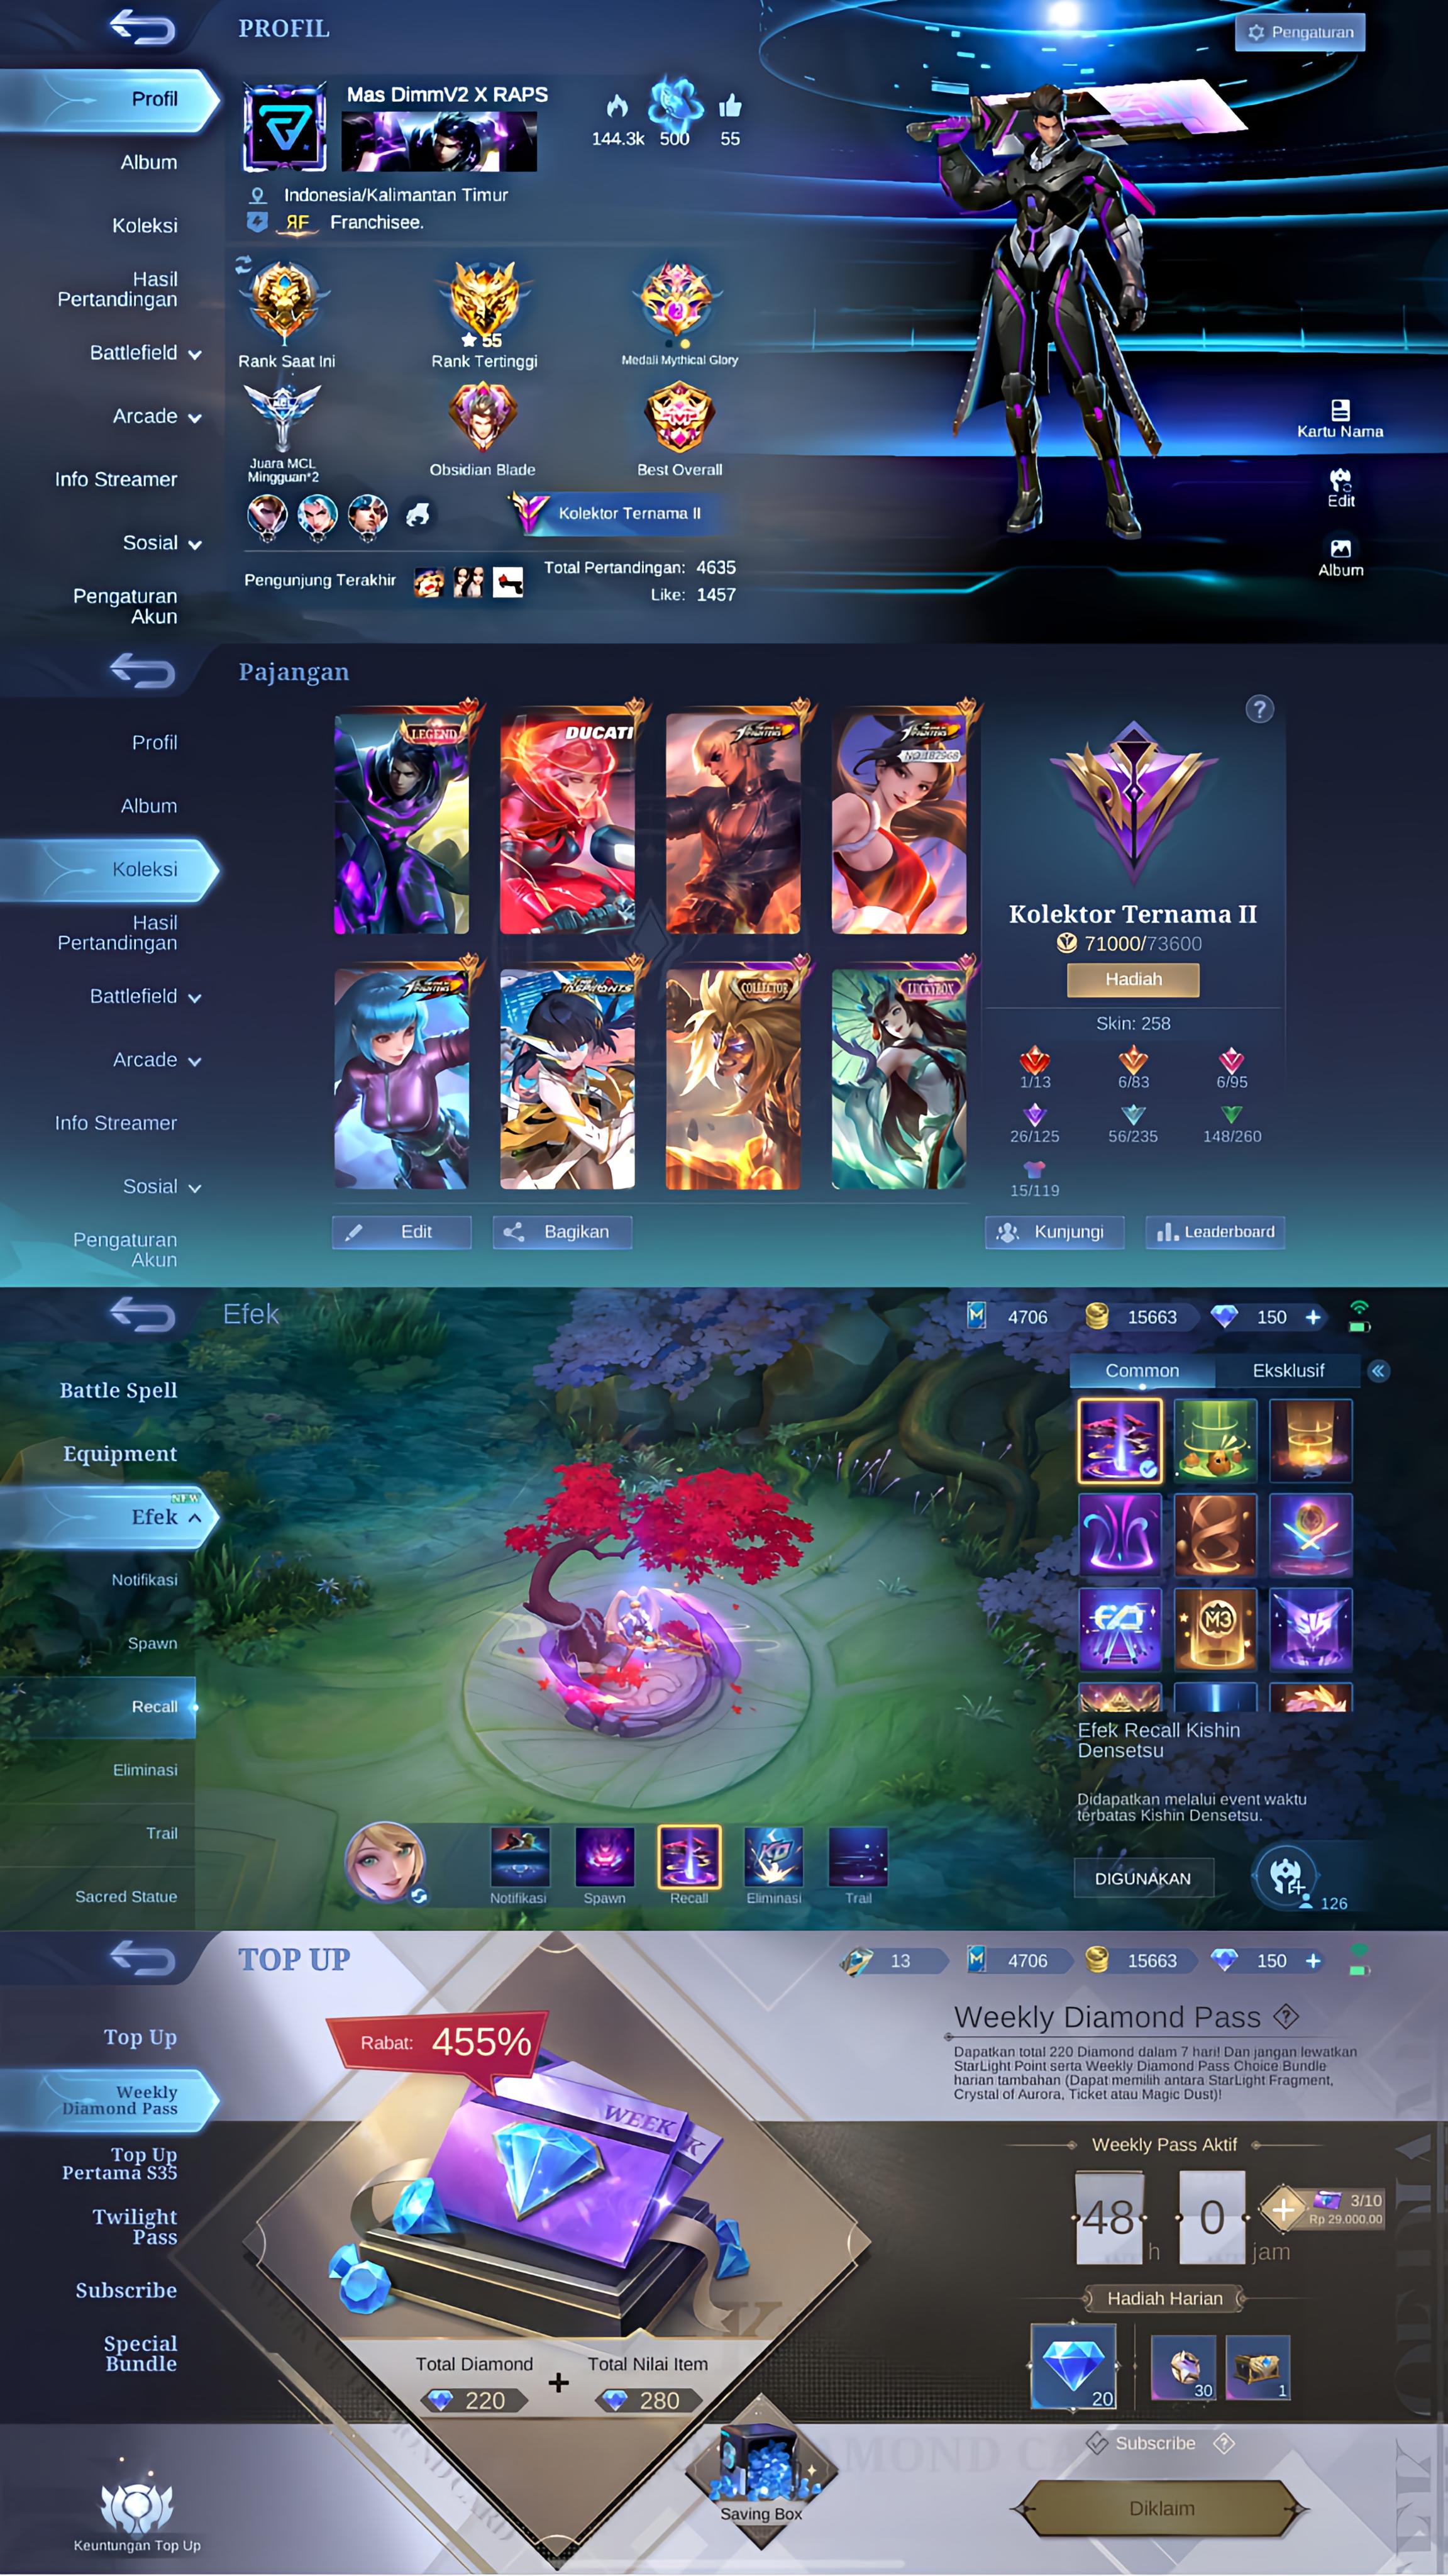 PROFIL
Pengaturan
Profil
Album
Koleksi
Hasil
Pertandingan
Battlefield
Arcade
Info Streamer
Sosial
Pengaturan
Akun
Mas DimmV2 X RAPS
144.3k 500 55
Indonesia/Kalimantan Timur
ЯF Franchisee.
1
55
Rank Saat Ini
Rank Tertinggi
2
Medali Mythical Glory
MCL
Juara MCL
Mingguan*2
Obsidian Blade
MVP
Best Overall
Kolektor Ternama II
Pengunjung Terakhir
Total Pertandingan: 4635
Like: 1457
Kartu Nama
Edit
Album
Pajangan
Profil
Album
Koleksi
Hasil
Pertandingan
Battlefield
Arcade
Info Streamer
Sosial
Pengaturan
Akun
LEGEND
DUCATI
FIGHTERS
FIGHTERS
COLLECTOR
LUCKYBOX
?
Kolektor Ternama II
71000/73600
Hadiah
Skin: 258
1/13 6/83 6/95
26/125 56/235 148/260
15/119
Edit
Bagikan
Kunjungi
Leaderboard
Efek
4706 15663 150 +
Battle Spell
Equipment
NEW
Efek
Notifikasi
Spawn
Recall
Eliminasi
Trail
Sacred Statue
Common Eksklusif
M3
Efek Recall Kishin
Densetsu
Didapatkan melalui event waktu
terbatas Kishin Densetsu.
DIGUNAKAN
126
KO
Notifikasi Spawn Recall Eliminasi Trail
TOP UP
13 4706 15663 150 +
Top Up
Weekly
Diamond Pass
Top Up
Pertama S35
Twilight
Pass
Subscribe
Special
Bundle
Keuntungan Top Up
Rabat: 455%
WEEK
K
Total Diamond + Total Nilai Item
220 280
Saving Box
Weekly Diamond Pass ?
Dapatkan total 220 Diamond dalam 7 hari! Dan jangan lewatkan
StarLight Point serta Weekly Diamond Pass Choice Bundle
harian tambahan (Dapat memilih antara StarLight Fragment,
Crystal of Aurora, Ticket atau Magic Dust)!
Weekly Pass Aktif
48 h 0 jam
+
3/10
Rp 29.000,00
Hadiah Harian
20 30 1
Subscribe ?
Diklaim